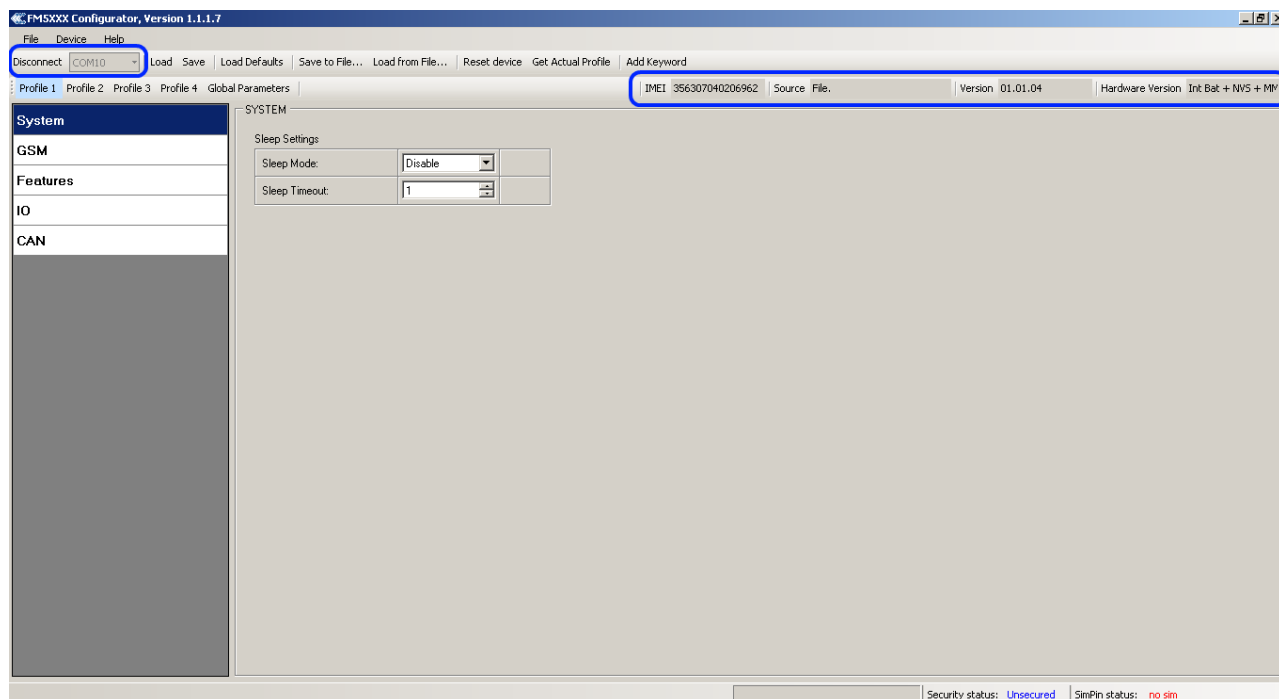 FM5XXX Configurator, Version 1.1.1.7
File Device Help
Disconnect COM10 Load Save Load Defaults Save to File... Load from File... Reset device Get Actual Profile Add Keyword
Profile 1 Profile 2 Profile 3 Profile 4 Global Parameters IMEI 356307040206962 Source File. Version 01.01.04 Hardware Version Int Bat + NVS +
System
GSM
Features
IO
CAN
SYSTEM
Sleep Settings
Sleep Mode: Disable
Sleep Timeout: 1
Security status: Unsecured SimPin status: no sim